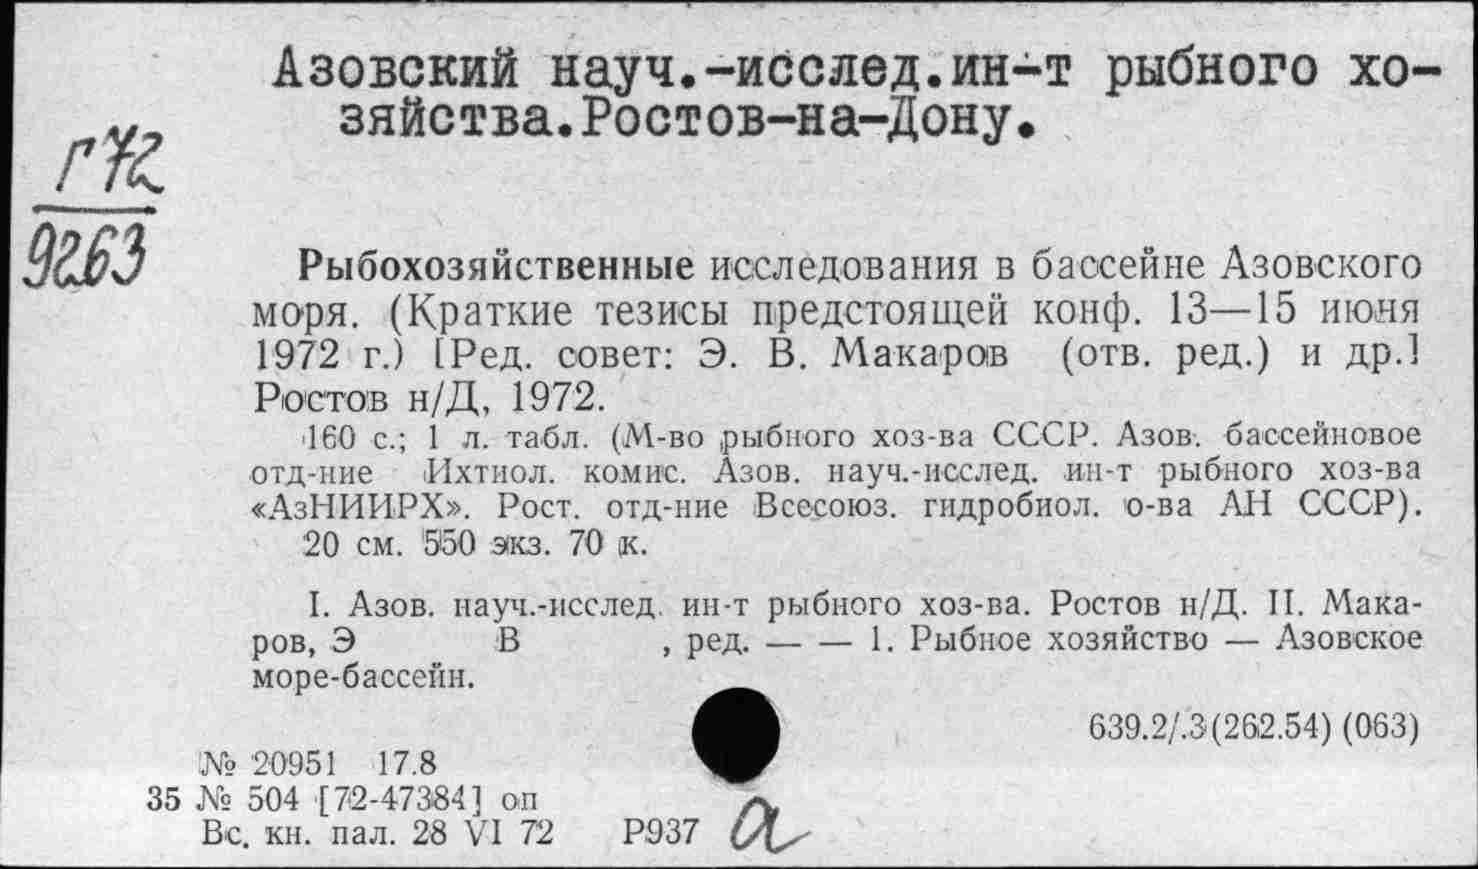 Азовский науч.-исслед.ин-т рыбного хо-
зяйства.Ростов-на-Дону.
Г72
9263
Рыбохозяйственные исследования в бассейне Азовского
моря. (Краткие тезисы предстоящей конф. 13—15 июня
1972 г.) [Ред. совет: Э. В. Макаров (отв. ред.) и др.]
Ростов н/Д, 1972.
160 с.; 1 л. табл. (М-во рыбного хоз-ва СССР. Азов. бассейновое
отд-ние Ихтиол. комис. Азов. науч.-исслед. ин-т рыбного хоз-ва
«АзНИИРХ». Рост. отд-ние Всесоюз. гидробиол. о-ва АН СССР).
20 см. 550 экз. 70 к.
I. Азов. науч.-исслед. ин-т рыбного хоз-ва. Ростов н/Д. II. Мака-
ров, Э В , ред. — — 1. Рыбное хозяйство — Азовское
море-бассейн.
639.2/.3(262.54) (063)
№ 20951 17.8
35 № 504 [72-47384] оп
Вс. кн. пал. 28 VI 72 Р937 а